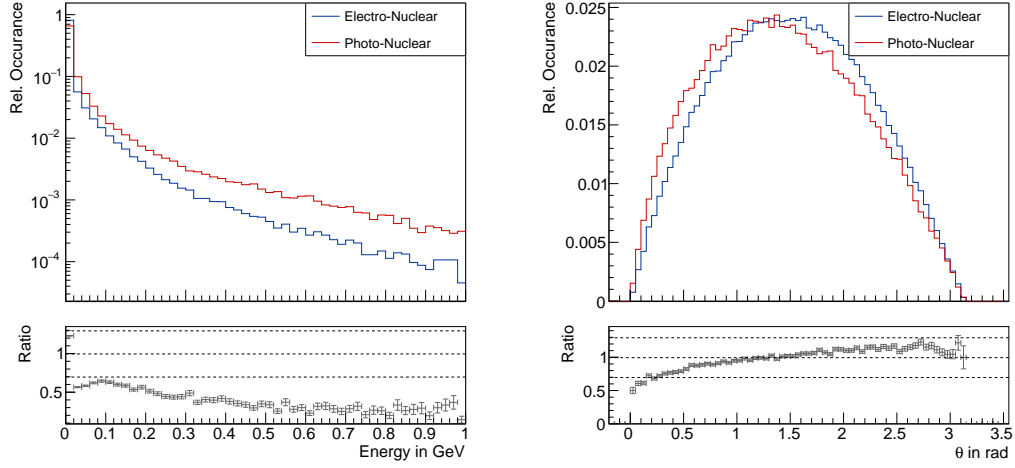 Rel. Occurance
1
10−1
10−2
10−3
10−4
Electro-Nuclear
Photo-Nuclear
Ratio
1
0.5
0 0.1 0.2 0.3 0.4 0.5 0.6 0.7 0.8 0.9 1
Energy in GeV
Rel. Occurance
0.025
0.02
0.015
0.01
0.005
0
Electro-Nuclear
Photo-Nuclear
Ratio
1
0.5
0
0 0.5 1 1.5 2 2.5 3 3.5
θ in rad